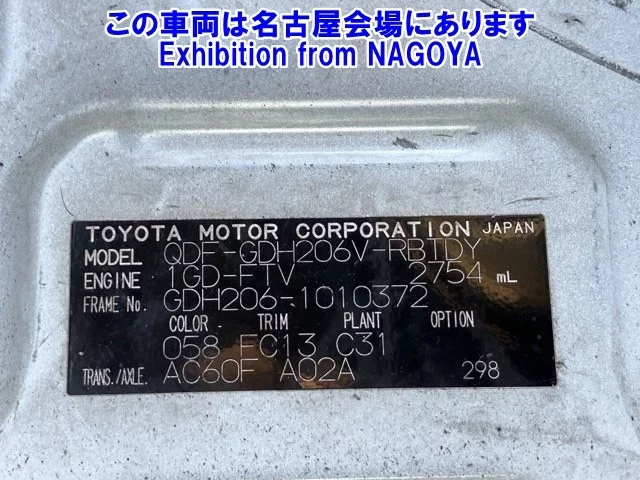 この車両は名古屋会場にあります
Exhibition from NAGOYA
TOYOTA MOTOR CORPORATION JAPAN
MODEL QDF-GDH206V-RBTDY
ENGINE 1GD-FTV 2754 mL
FRAME No. GDH206-1010372
COLOR TRIM PLANT OPTION
058 FC13 C31
TRANS./AXLE. AC60F A02A 298